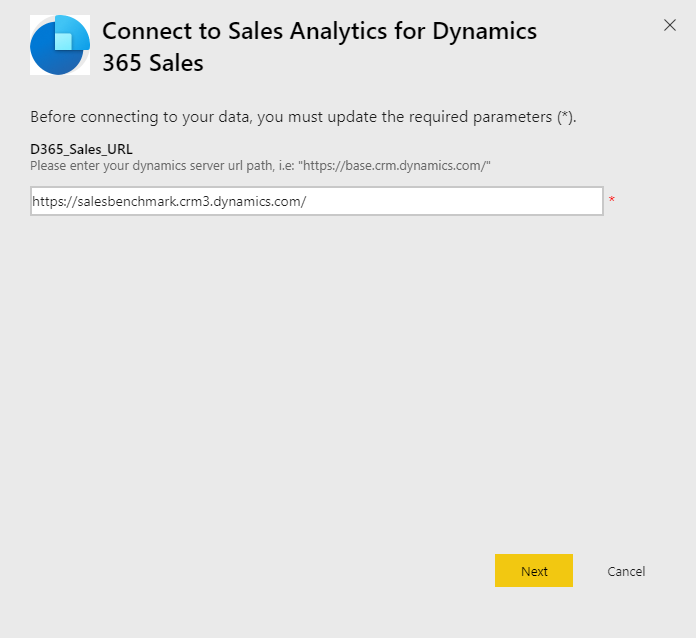 Connect to Sales Analytics for Dynamics
365 Sales
Before connecting to your data, you must update the required parameters (*).
D365_Sales_URL
Please enter your dynamics server url path, i.e: "https://base.crm.dynamics.com/"
https://salesbenchmark.crm3.dynamics.com/ *
Next Cancel